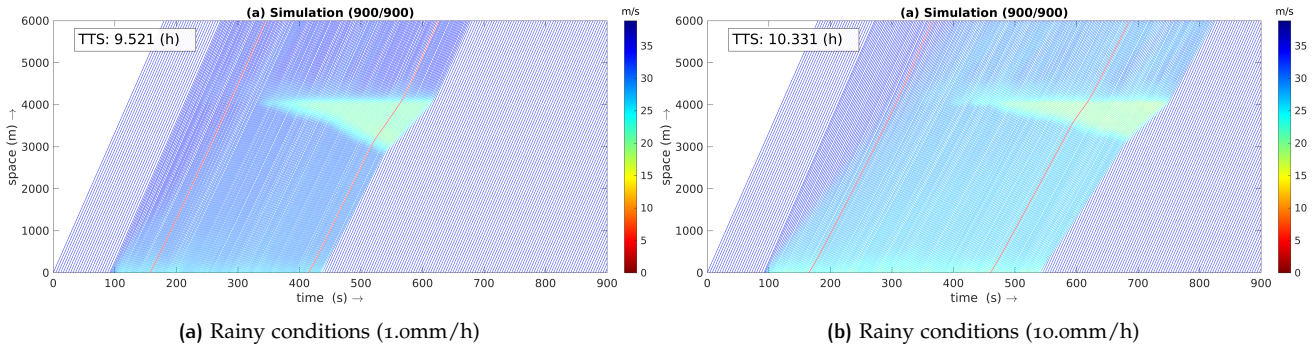 (a) Simulation (900/900)
m/s
TTS: 9.521 (h)
6000
5000
4000
3000
2000
1000
0
space (m) →
0 100 200 300 400 500 600 700 800 900
time (s) →
35
30
25
20
15
10
5
0
(a) Rainy conditions (1.0mm/h)
(a) Simulation (900/900)
m/s
TTS: 10.331 (h)
6000
5000
4000
3000
2000
1000
0
space (m) →
0 100 200 300 400 500 600 700 800 900
time (s) →
35
30
25
20
15
10
5
0
(b) Rainy conditions (10.0mm/h)